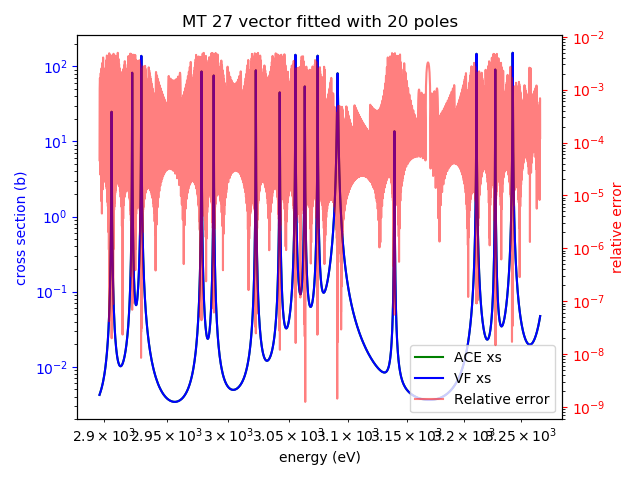 MT 27 vector fitted with 20 poles
10²
10¹
10⁰
10⁻¹
10⁻²
cross section (b)
10⁻²
10⁻³
10⁻⁴
10⁻⁵
10⁻⁶
10⁻⁷
10⁻⁸
10⁻⁹
relative error
ACE xs
VF xs
Relative error
2.9×10³ 2.95×10³ 3×10³ 3.05×10³ 3.1×10³ 3.15×10³ 3.2×10³ 3.25×10³
energy (eV)